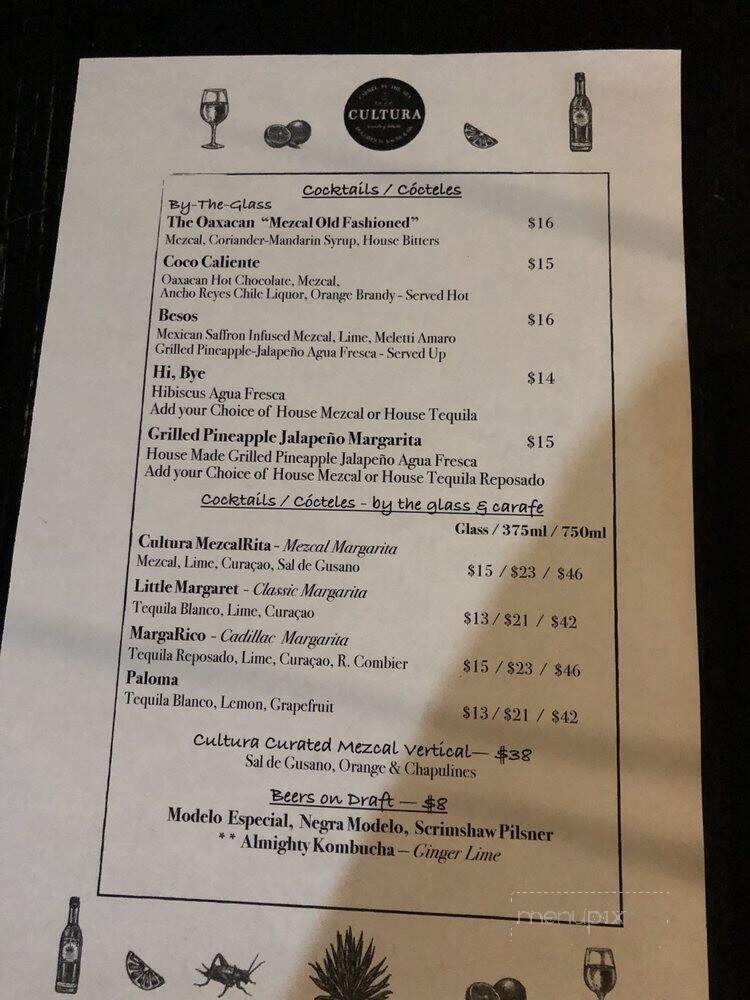 CULTURA
Cocktails / Cócteles
By-The-Glass
The Oaxacan "Mezcal Old Fashioned" $16
Mezcal, Coriander-Mandarin Syrup, House Bitters
Coco Caliente $15
Oaxacan Hot Chocolate, Mezcal,
Ancho Reyes Chile Liquor, Orange Brandy - Served Hot
Besos $16
Mexican Saffron Infused Mezcal, Lime, Meletti Amaro
Grilled Pineapple-Jalapeño Agua Fresca - Served Up
Hi, Bye $14
Hibiscus Agua Fresca
Add your Choice of House Mezcal or House Tequila
Grilled Pineapple Jalapeño Margarita $15
House Made Grilled Pineapple Jalapeño Agua Fresca
Add your Choice of House Mezcal or House Tequila Reposado
Cocktails / Cócteles - by the glass & carafe
Glass / 375ml / 750ml
Cultura MezcalRita - Mezcal Margarita
Mezcal, Lime, Curaçao, Sal de Gusano $15 / $23 / $46
Little Margaret - Classic Margarita
Tequila Blanco, Lime, Curaçao $13 / $21 / $42
MargaRico - Cadillac Margarita
Tequila Reposado, Lime, Curaçao, R. Combier $15 / $23 / $46
Paloma
Tequila Blanco, Lemon, Grapefruit $13 / $21 / $42
Cultura Curated Mezcal Vertical— $38
Sal de Gusano, Orange & Chapulines
Beers on Draft — $8
Modelo Especial, Negra Modelo, Scrimshaw Pilsner
** Almighty Kombucha – Ginger Lime
menupix